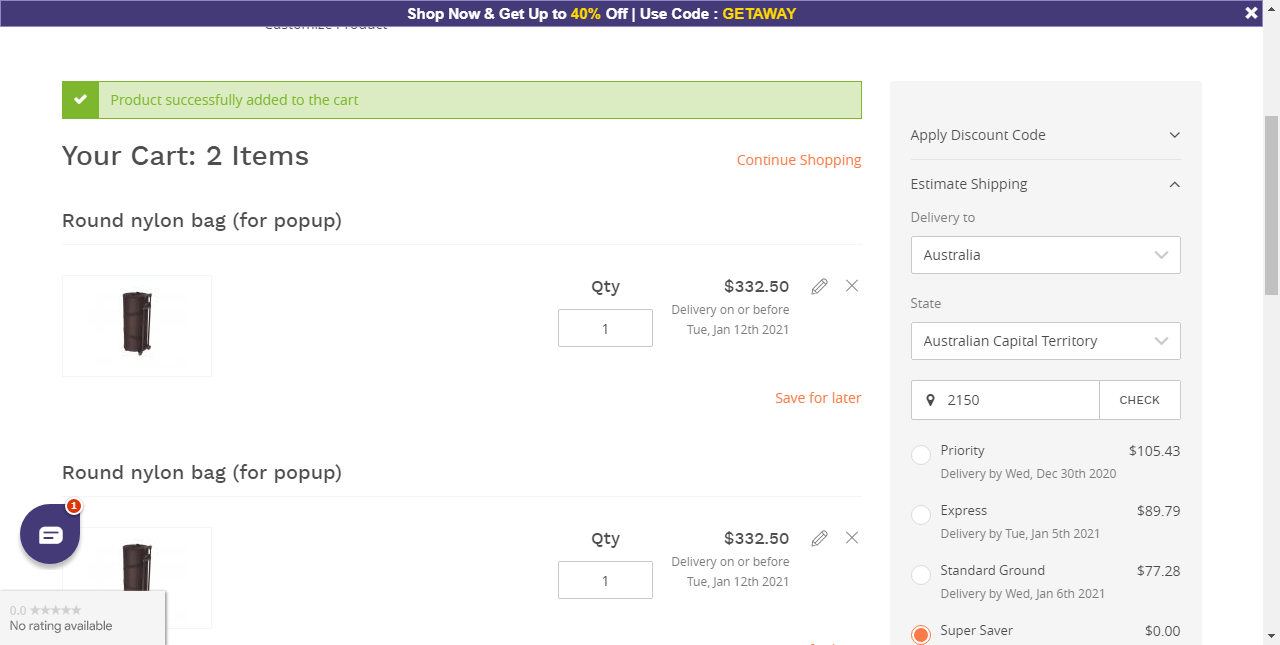 Shop Now & Get Up to 40% Off | Use Code : GETAWAY
Customize Product
Product successfully added to the cart
Your Cart: 2 Items
Continue Shopping
Round nylon bag (for popup)
Qty
$332.50
1
Delivery on or before
Tue, Jan 12th 2021
Save for later
Round nylon bag (for popup)
Qty
$332.50
1
Delivery on or before
Tue, Jan 12th 2021
1
0.0
No rating available
Apply Discount Code
Estimate Shipping
Delivery to
Australia
State
Australian Capital Territory
2150 CHECK
Priority $105.43
Delivery by Wed, Dec 30th 2020
Express $89.79
Delivery by Tue, Jan 5th 2021
Standard Ground $77.28
Delivery by Wed, Jan 6th 2021
Super Saver $0.00